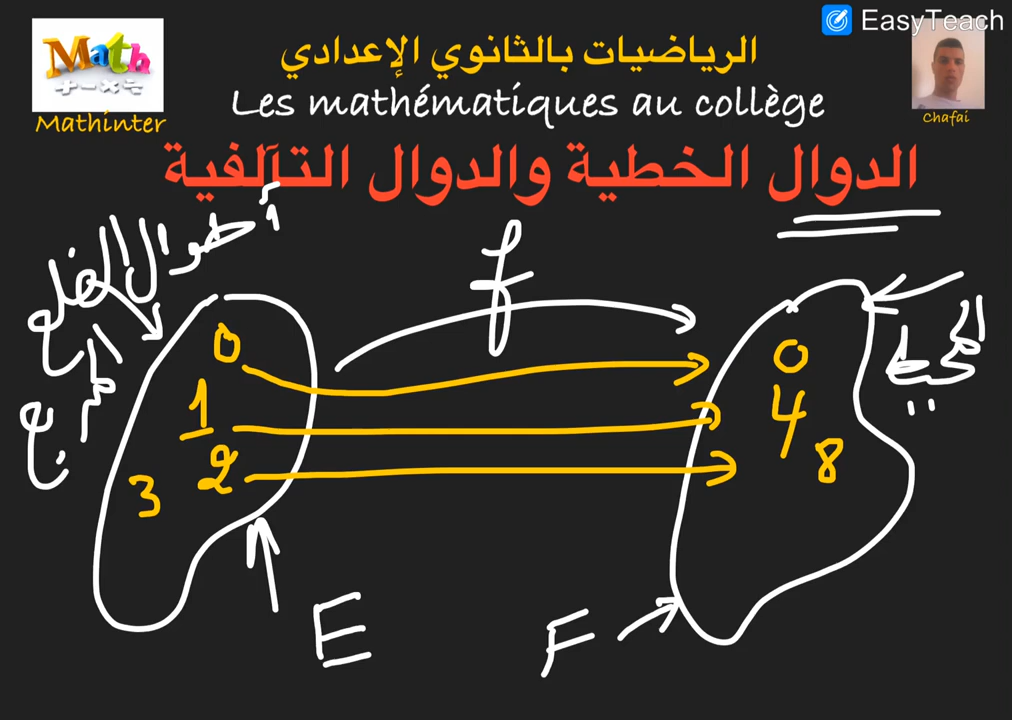 EasyTeach
Math
+-×÷
Mathinter
الرياضيات بالثانوي الإعدادي
Les mathématiques au collège
Chafai
الدوال الخطية والدوال التآلفية
أطوال الضلع
المربع
f
المحيط
0
1
2
3
0
4
8
E
F